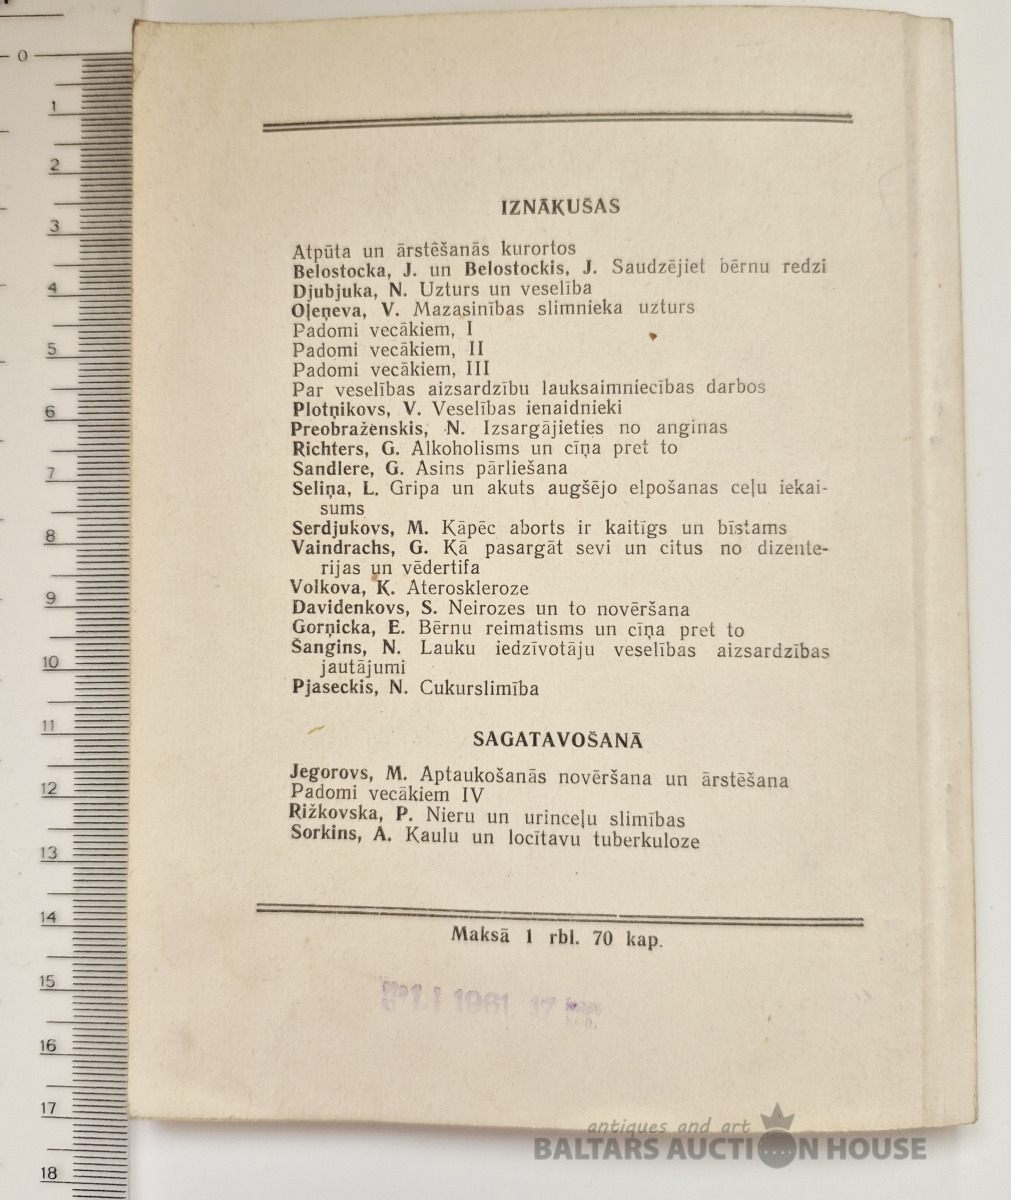 0
1
2
3
4
5
6
7
8
9
10
11
12
13
14
15
16
17
18
IZNĀKUŠAS
Atpūta un ārstēšanās kurortos
Belostocka, J. un Belostockis, J. Saudzējiet bērnu redzi
Djubjuka, N. Uzturs un veselība
Oļeņeva, V. Mazasinības slimnieka uzturs
Padomi vecākiem, I
Padomi vecākiem, II
Padomi vecākiem, III
Par veselības aizsardzību lauksaimniecības darbos
Plotņikovs, V. Veselības ienaidnieki
Preobraženskis, N. Izsargājieties no anginas
Richters, G. Alkoholisms un cīņa pret to
Sandlere, G. Asins pārliešana
Seliņa, L. Gripa un akuts augšējo elpošanas ceļu iekai-
sums
Serdjukovs, M. Kāpēc aborts ir kaitīgs un bīstams
Vaindrachs, G. Kā pasargāt sevi un citus no dizente-
rijas un vēdertifa
Volkova, K. Ateroskleroze
Davidenkovs, S. Neirozes un to novēršana
Gorņicka, E. Bērnu reimatisms un cīņa pret to
Šangins, N. Lauku iedzīvotāju veselības aizsardzības
jautājumi
Pjaseckis, N. Cukurslimība
SAGATAVOŠANĀ
Jegorovs, M. Aptaukošanās novēršana un ārstēšana
Padomi vecākiem IV
Rižkovska, P. Nieru un urinceļu slimības
Sorkins, A. Kaulu un locītavu tuberkuloze
Maksā 1 rbl. 70 kap.
1.I 1961. 17
antiques and art
BALTARS AUCTION HOUSE